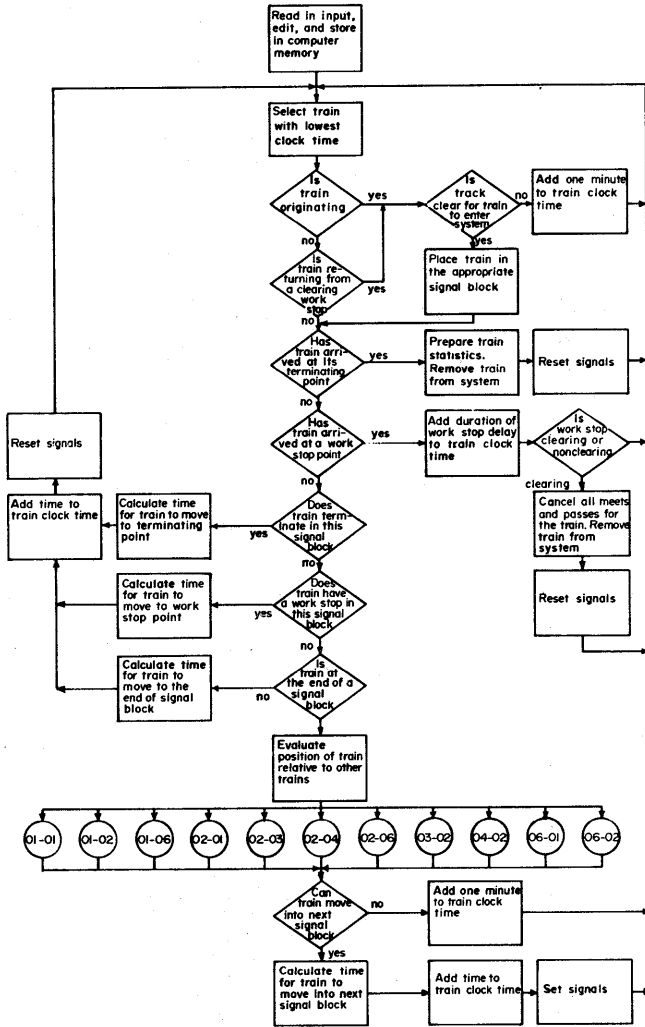 Read in input,
edit, and store
in computer
memory
Select train
with lowest
clock time
Is
train
originating
yes
Is
track
clear for train
to enter
system
no
Add one minute
to train clock
time
no
yes
Is
train re-
turning from
a clearing
work
stop
yes
Place train in
the appropriate
signal block
no
Has
train arriv-
ed at its
terminating
point
yes
Prepare train
statistics.
Remove train
from system
Reset signals
no
Has
train arri-
ved at a work
stop point
yes
Add duration of
work stop delay
to train clock
time
Is
work stop
clearing or
nonclearing
Reset signals
no
clearing
Add time to
train clock time
Calculate time
for train to move
to terminating
point
yes
Does
train term-
inate in this
signal
block
Cancel all meets
and passes for
the train. Remove
train from
system
no
Calculate time
for train to
move to work
stop point
yes
Does
train have
a work stop in
this signal
block
Reset signals
no
Calculate time
for train to
move to the
end of signal
block
no
Is
train at
the end of a
signal
block
Evaluate
position of train
relative to other
trains
01-01 01-02 01-06 02-01 02-03 02-04 02-06 03-02 04-02 06-01 06-02
Can
train move
into next
signal
block
no
Add one minute
to train clock
time
yes
Calculate time
for train to
move into next
signal block
Add time to
train clock time
Set signals